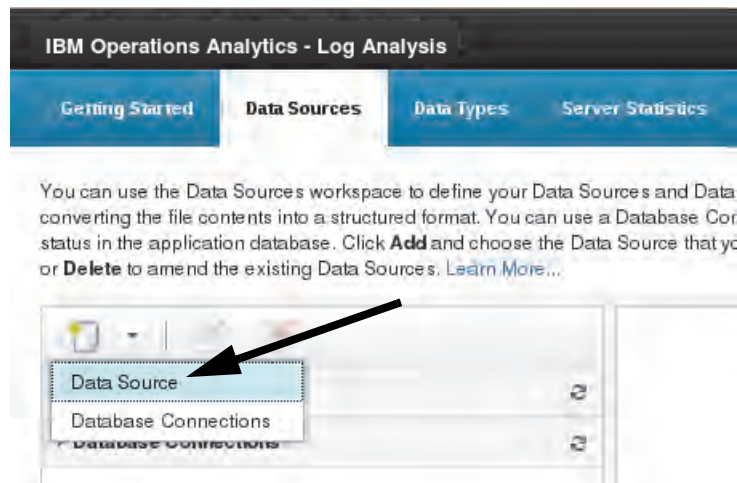 IBM Operations Analytics - Log Analysis
Getting Started Data Sources Data Types Server Statistics
You can use the Data Sources workspace to define your Data Sources and Data
converting the file contents into a structured format. You can use a Database Con
status in the application database. Click Add and choose the Data Source that yo
or Delete to amend the existing Data Sources. Learn More...
Data Source
Database Connections
Database Connections